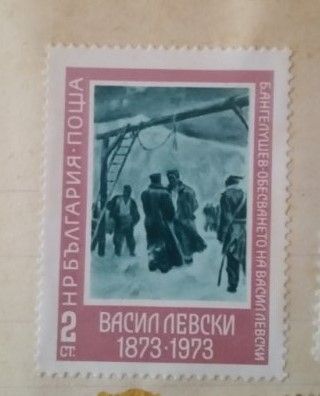 НР БЪЛГАРИЯ · ПОЩА
Б.АНГЕЛУШЕВ-ОБЕСВАНЕТО НА ВАСИЛ ЛЕВСКИ
2 СТ.
ВАСИЛ ЛЕВСКИ
1873·1973